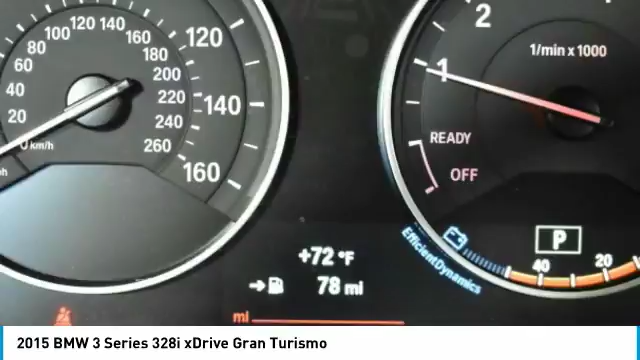 20
40
60
80
100
120
140
160
180
200
220
240
260
0 km/h
120
140
160
2
1
1/min x 1000
READY
OFF
EfficientDynamics
P
40
20
+72 °F
78 mi
mi
2015 BMW 3 Series 328i xDrive Gran Turismo